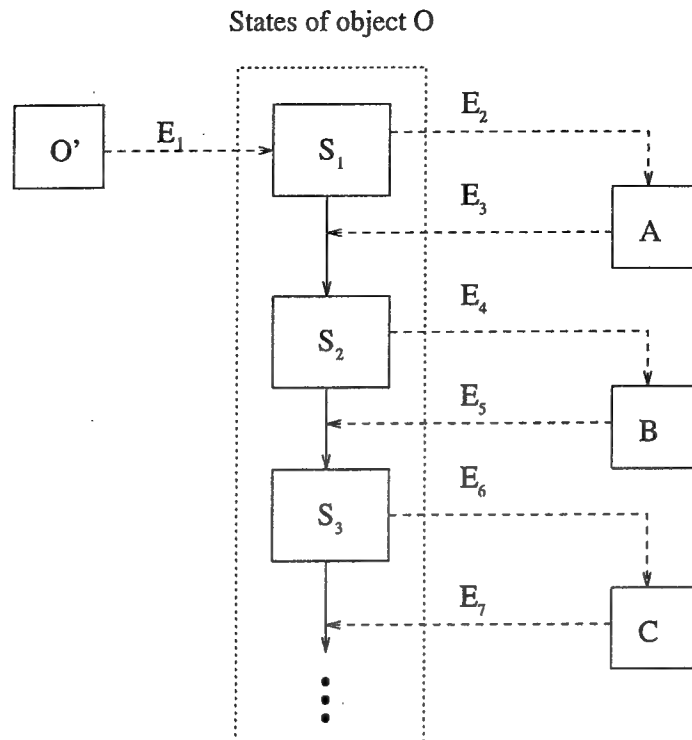 States of object O
E₂
O’
E₁
S₁
E₃
A
E₄
S₂
E₅
B
E₆
S₃
E₇
C